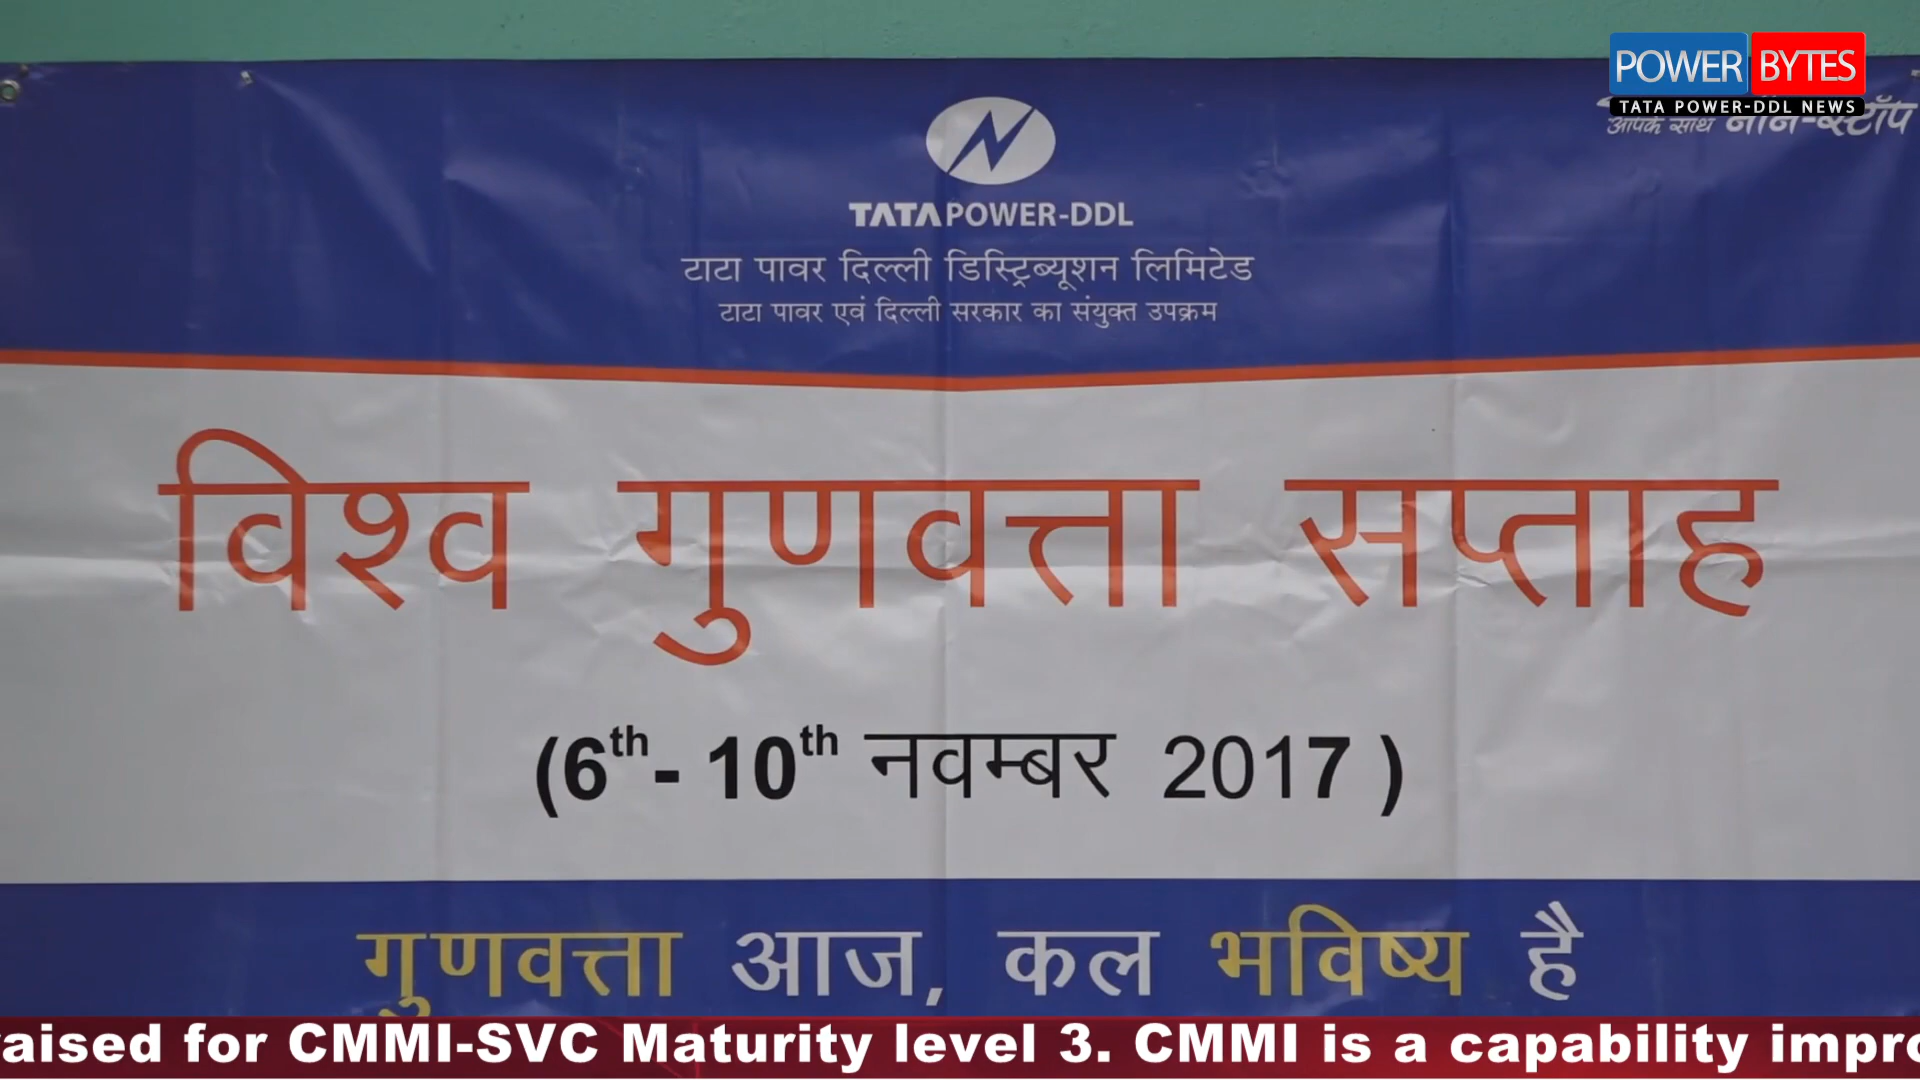 POWER BYTES
TATA POWER-DDL NEWS
आपके साथ नॉन-स्टॉप
TATA POWER-DDL
टाटा पावर दिल्ली डिस्ट्रिब्यूशन लिमिटेड
टाटा पावर एवं दिल्ली सरकार का संयुक्त उपक्रम
विश्व गुणवत्ता सप्ताह
(6th- 10th नवम्बर 2017 )
गुणवत्ता आज, कल भविष्य है
raised for CMMI-SVC Maturity level 3. CMMI is a capability impro